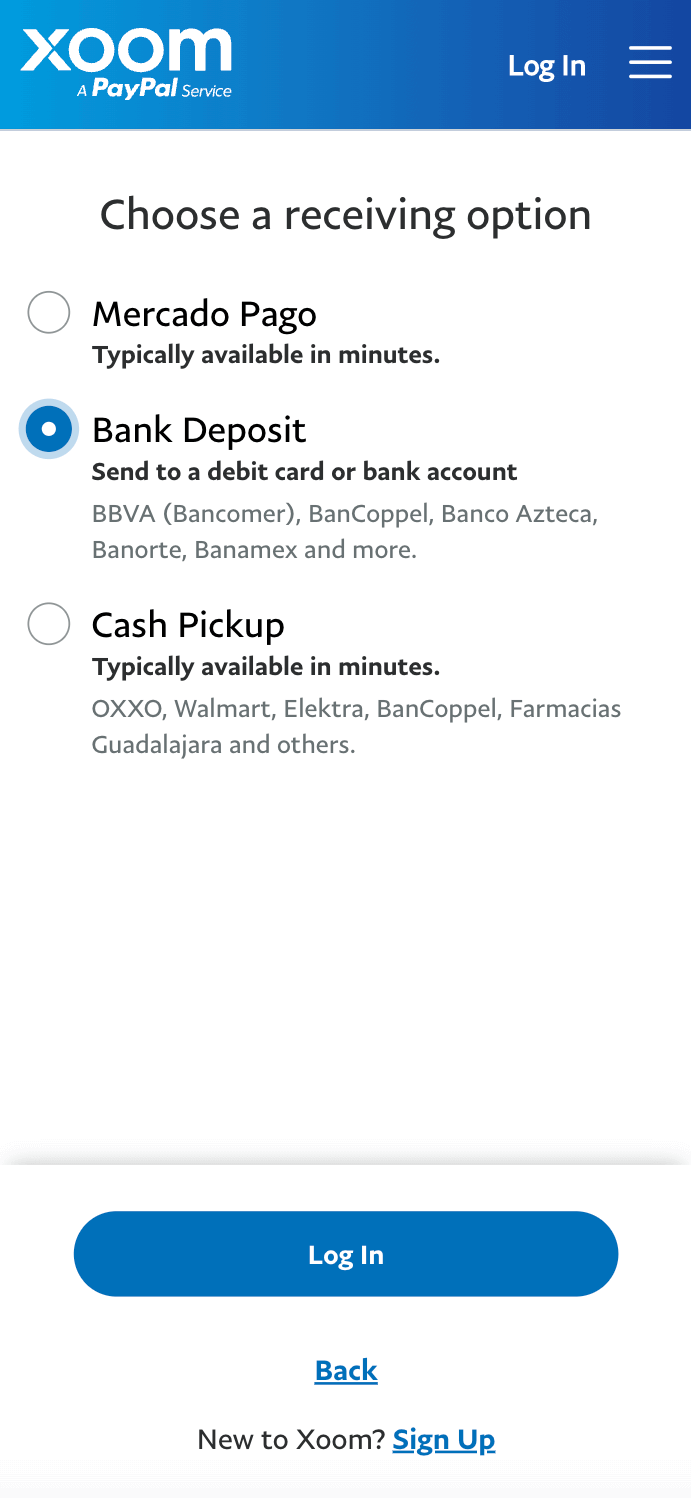 xoom
A PayPal Service
Log In
Choose a receiving option
Mercado Pago
Typically available in minutes.
Bank Deposit
Send to a debit card or bank account
BBVA (Bancomer), BanCoppel, Banco Azteca,
Banorte, Banamex and more.
Cash Pickup
Typically available in minutes.
OXXO, Walmart, Elektra, BanCoppel, Farmacias
Guadalajara and others.
Log In
Back
New to Xoom? Sign Up